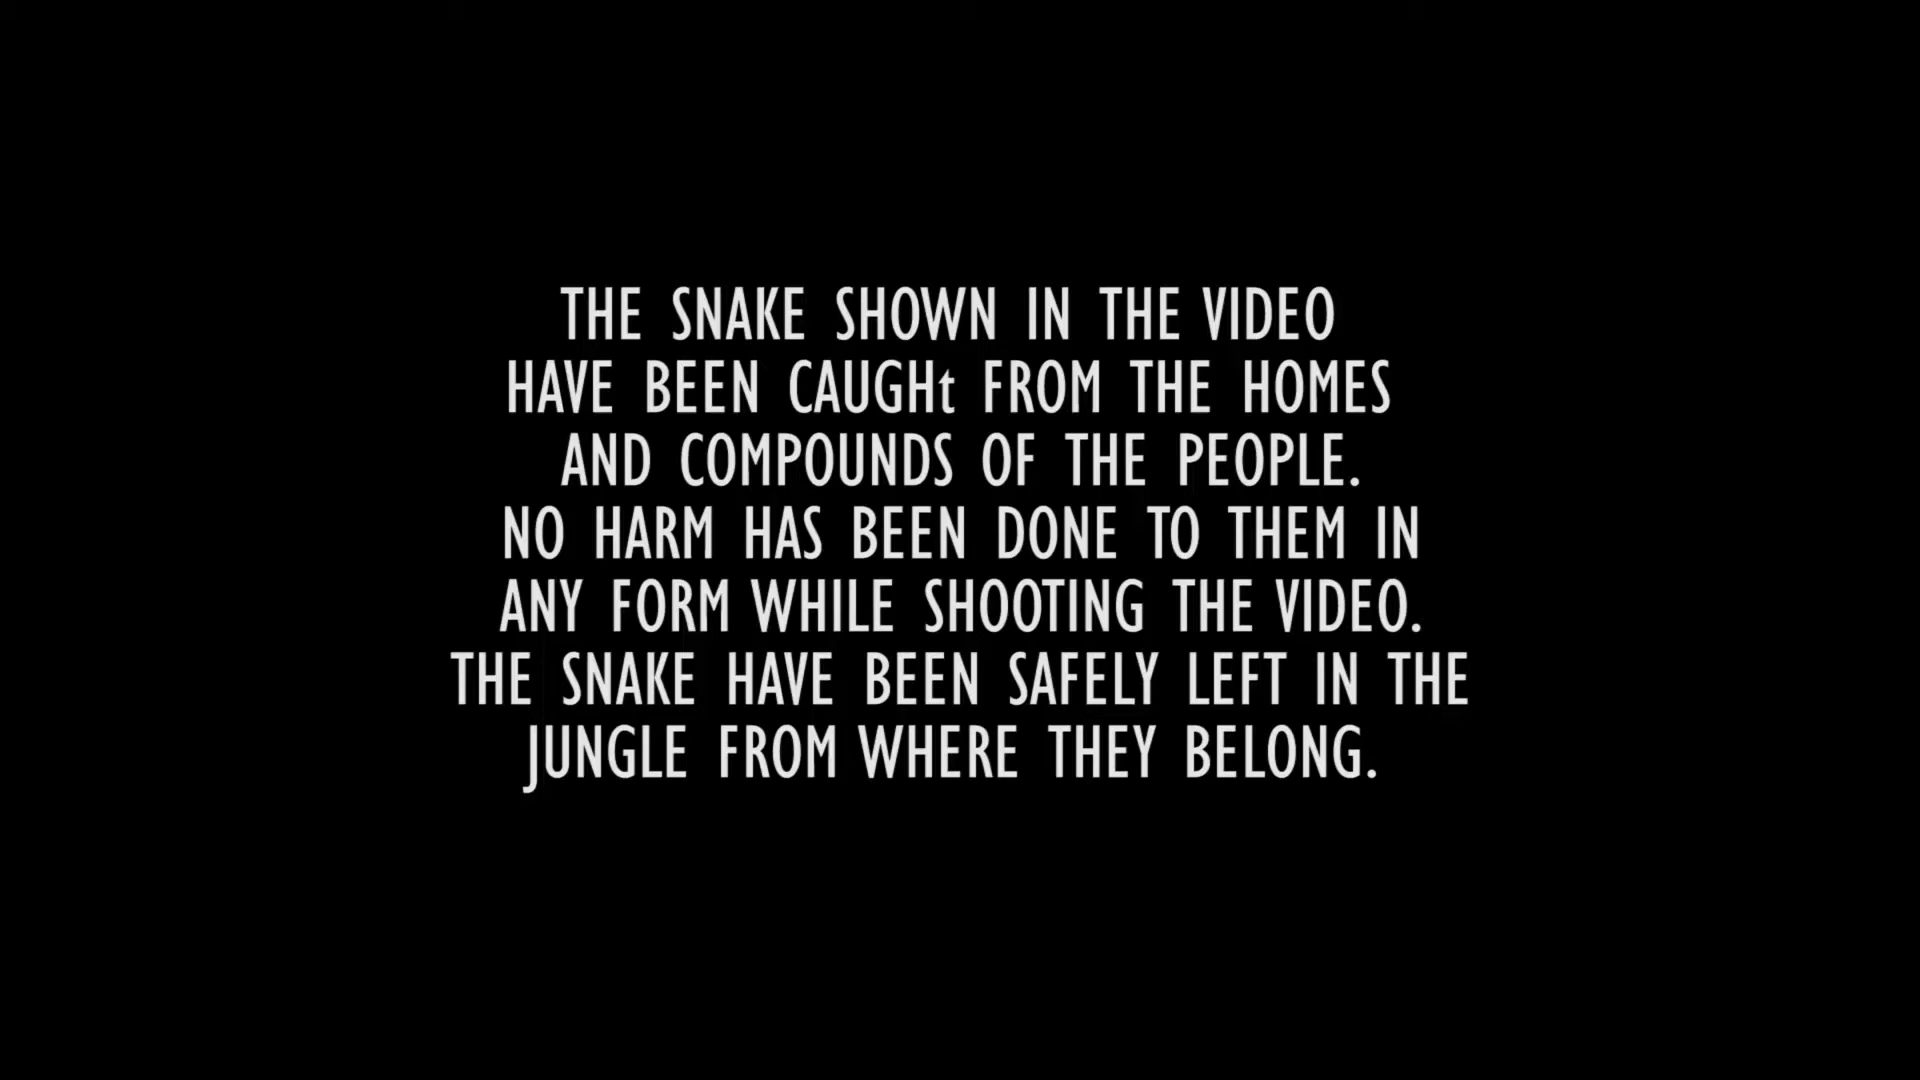 THE SNAKE SHOWN IN THE VIDEO
HAVE BEEN CAUGHt FROM THE HOMES
AND COMPOUNDS OF THE PEOPLE.
NO HARM HAS BEEN DONE TO THEM IN
ANY FORM WHILE SHOOTING THE VIDEO.
THE SNAKE HAVE BEEN SAFELY LEFT IN THE
JUNGLE FROM WHERE THEY BELONG.